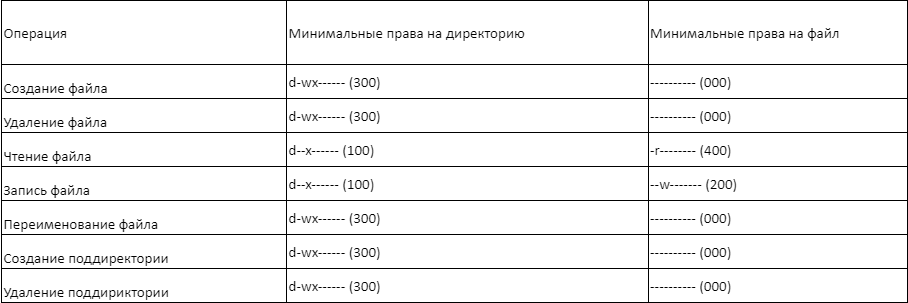 Операция Минимальные права на директорию Минимальные права на файл
Создание файла d-wx------ (300) ---------- (000)
Удаление файла d-wx------ (300) ---------- (000)
Чтение файла d--x------ (100) -r-------- (400)
Запись файла d--x------ (100) --w------- (200)
Переименование файла d-wx------ (300) ---------- (000)
Создание поддиректории d-wx------ (300) ---------- (000)
Удаление поддириктории d-wx------ (300) ---------- (000)